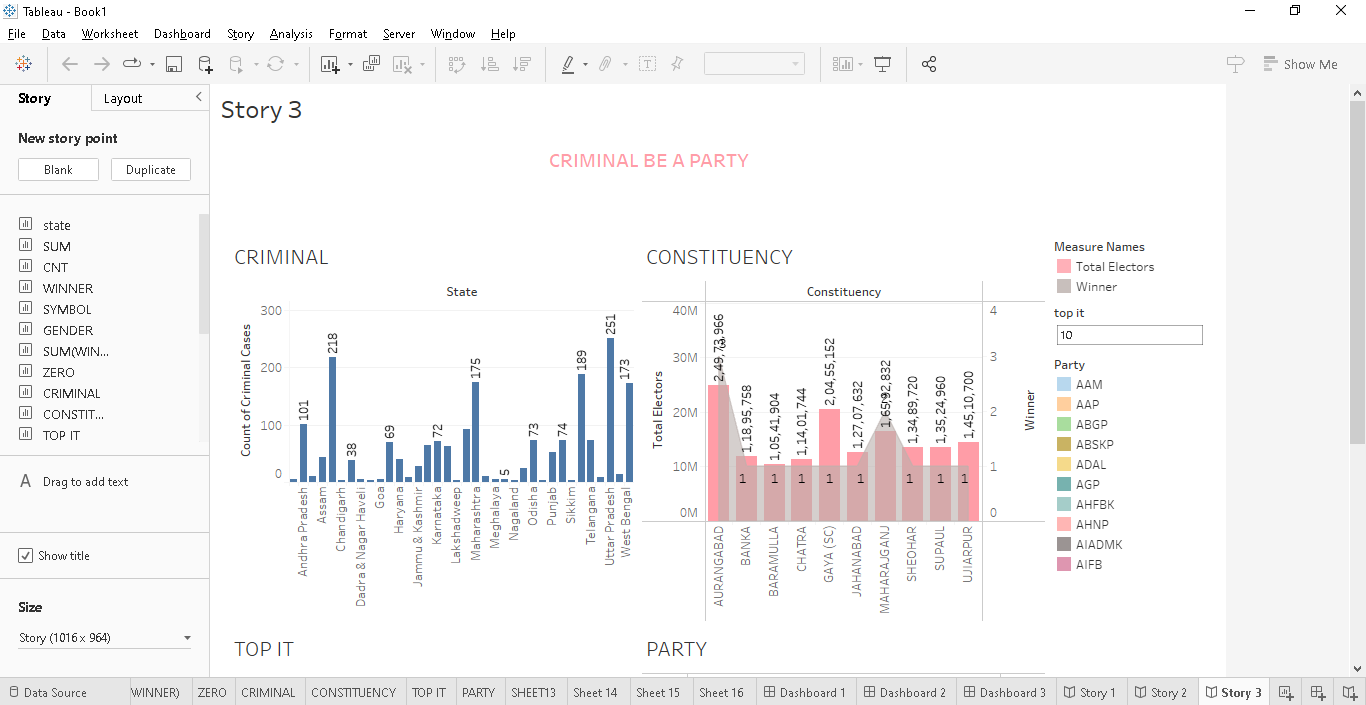 Tableau - Book1
File Data Worksheet Dashboard Story Analysis Format Server Window Help
Show Me
Story Layout
New story point
Blank Duplicate
state
SUM
CNT
WINNER
SYMBOL
GENDER
SUM(WIN...
ZERO
CRIMINAL
CONSTIT...
TOP IT
A Drag to add text
Show title
Size
Story (1016 x 964)
Story 3
CRIMINAL BE A PARTY
CRIMINAL
State
Count of Criminal Cases
300
200
100
0
101
218
38
69
72
175
5
73
74
189
251
173
Andhra Pradesh
Assam
Chandigarh
Dadra & Nagar Haveli
Goa
Haryana
Jammu & Kashmir
Karnataka
Lakshadweep
Maharashtra
Meghalaya
Nagaland
Odisha
Punjab
Sikkim
Telangana
Uttar Pradesh
West Bengal
CONSTITUENCY
Constituency
Total Electors
40M
30M
20M
10M
0M
2,49,73,966
1,18,95,758
1,05,41,904
1,14,01,744
2,04,55,152
1,27,07,632
1,65,92,832
1,34,89,720
1,35,24,960
1,45,10,700
1 1 1 1 1 1 1 1
4
3
2
1
0
Winner
AURANGABAD
BANKA
BARAMULLA
CHATRA
GAYA (SC)
JAHANABAD
MAHARAJGANJ
SHEOHAR
SUPAUL
UJIARPUR
Measure Names
Total Electors
Winner
top it
10
Party
AAM
AAP
ABGP
ABSKP
ADAL
AGP
AHFBK
AHNP
AIADMK
AIFB
TOP IT
PARTY
Data Source WINNER) ZERO CRIMINAL CONSTITUENCY TOP IT PARTY SHEET13 Sheet 14 Sheet 15 Sheet 16 Dashboard 1 Dashboard 2 Dashboard 3 Story 1 Story 2 Story 3